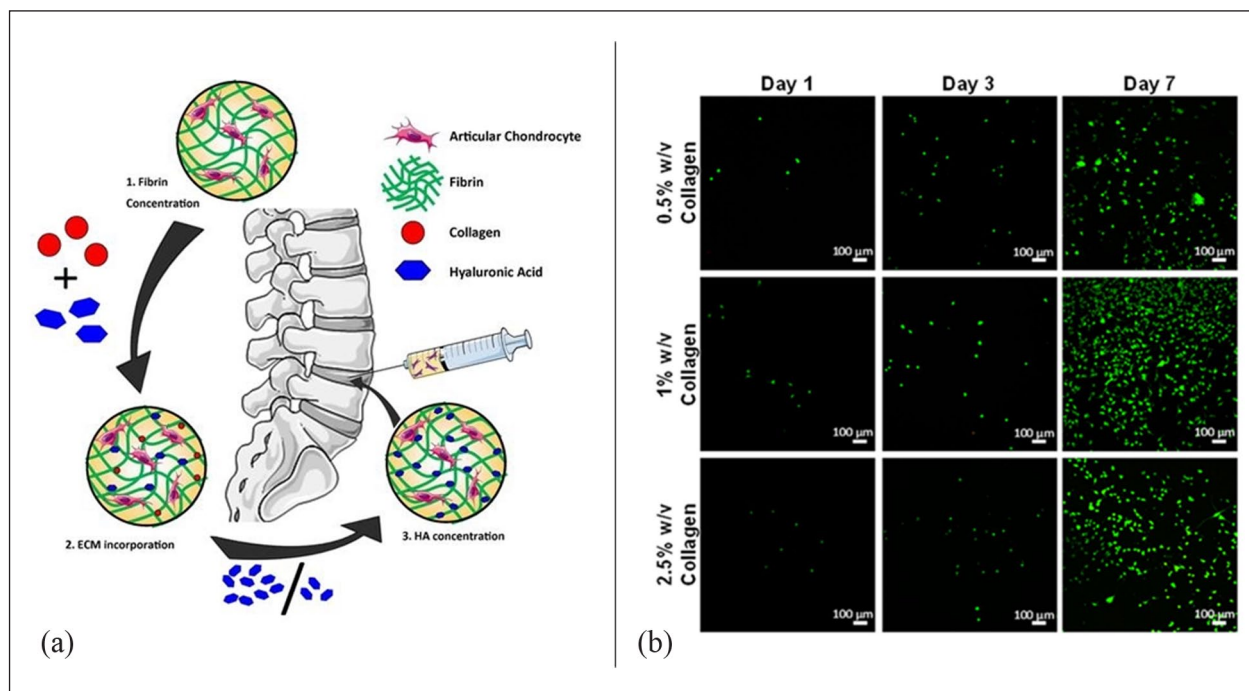 Articular Chondrocyte
Fibrin
Collagen
Hyaluronic Acid
1. Fibrin
Concentration
+
2. ECM incorporation
3. HA concentration
/
(a)
Day 1
Day 3
Day 7
0.5% w/v
Collagen
100 µm
100 µm
100 µm
1% w/v
Collagen
100 µm
100 µm
100 µm
2.5% w/v
Collagen
100 µm
100 µm
100 µm
(b)